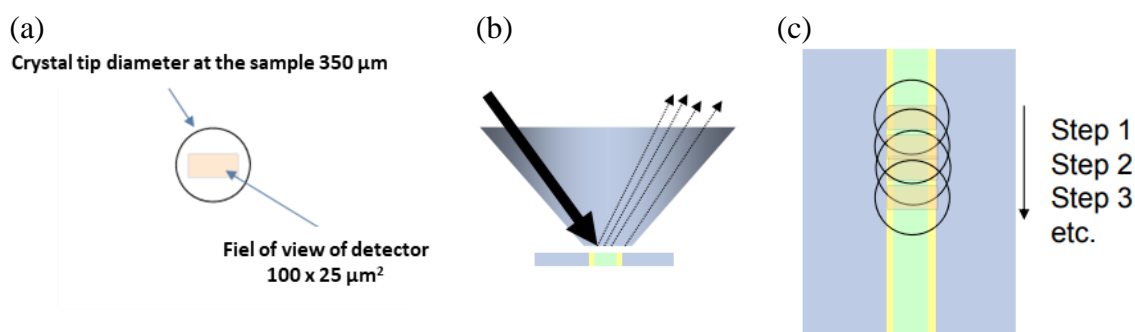 (a)
Crystal tip diameter at the sample 350 μm
Fiel of view of detector
100 x 25 μm²
(b)
(c)
Step 1
Step 2
Step 3
etc.